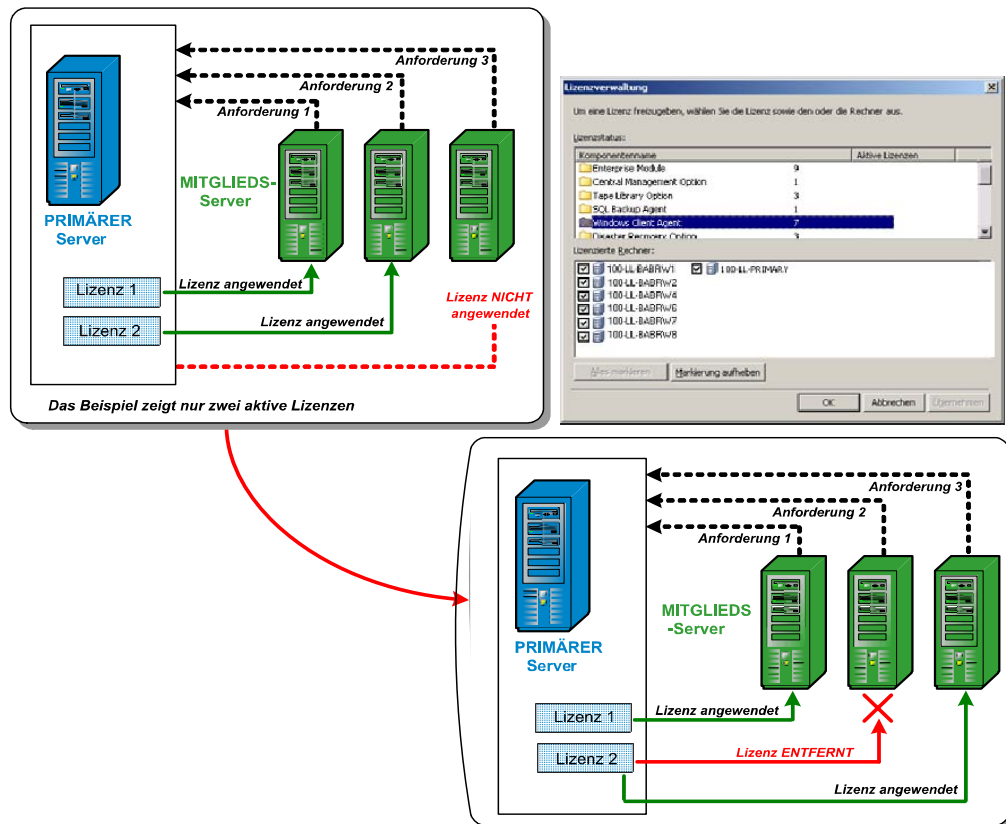 Anforderung 3
Anforderung 2
Anforderung 1
PRIMÄRER
Server
MITGLIEDS-
Server
Lizenz 1
Lizenz 2
Lizenz angewendet
Lizenz angewendet
Lizenz NICHT
angewendet
Das Beispiel zeigt nur zwei aktive Lizenzen
Lizenzverwaltung
Um eine Lizenz freizugeben, wählen Sie die Lizenz sowie den oder die Rechner aus.
Lizenzstatus:
Komponentenname Aktive Lizenzen
Enterprise Module 9
Central Management Option 1
Tape Library Option 3
SQL Backup Agent 1
Windows Client Agent 7
Disaster Recovery Option 3
Lizenzierte Rechner:
100-LL-BABRW1 100-LL-PRIMARY
100-LL-BABRW2
100-LL-BABRW4
100-LL-BABRW6
100-LL-BABRW7
100-LL-BABRW8
Alles markieren Markierung aufheben
OK Abbrechen Übernehmen
Anforderung 3
Anforderung 2
Anforderung 1
PRIMÄRER
Server
MITGLIEDS
-Server
Lizenz 1
Lizenz 2
Lizenz angewendet
Lizenz ENTFERNT
Lizenz angewendet